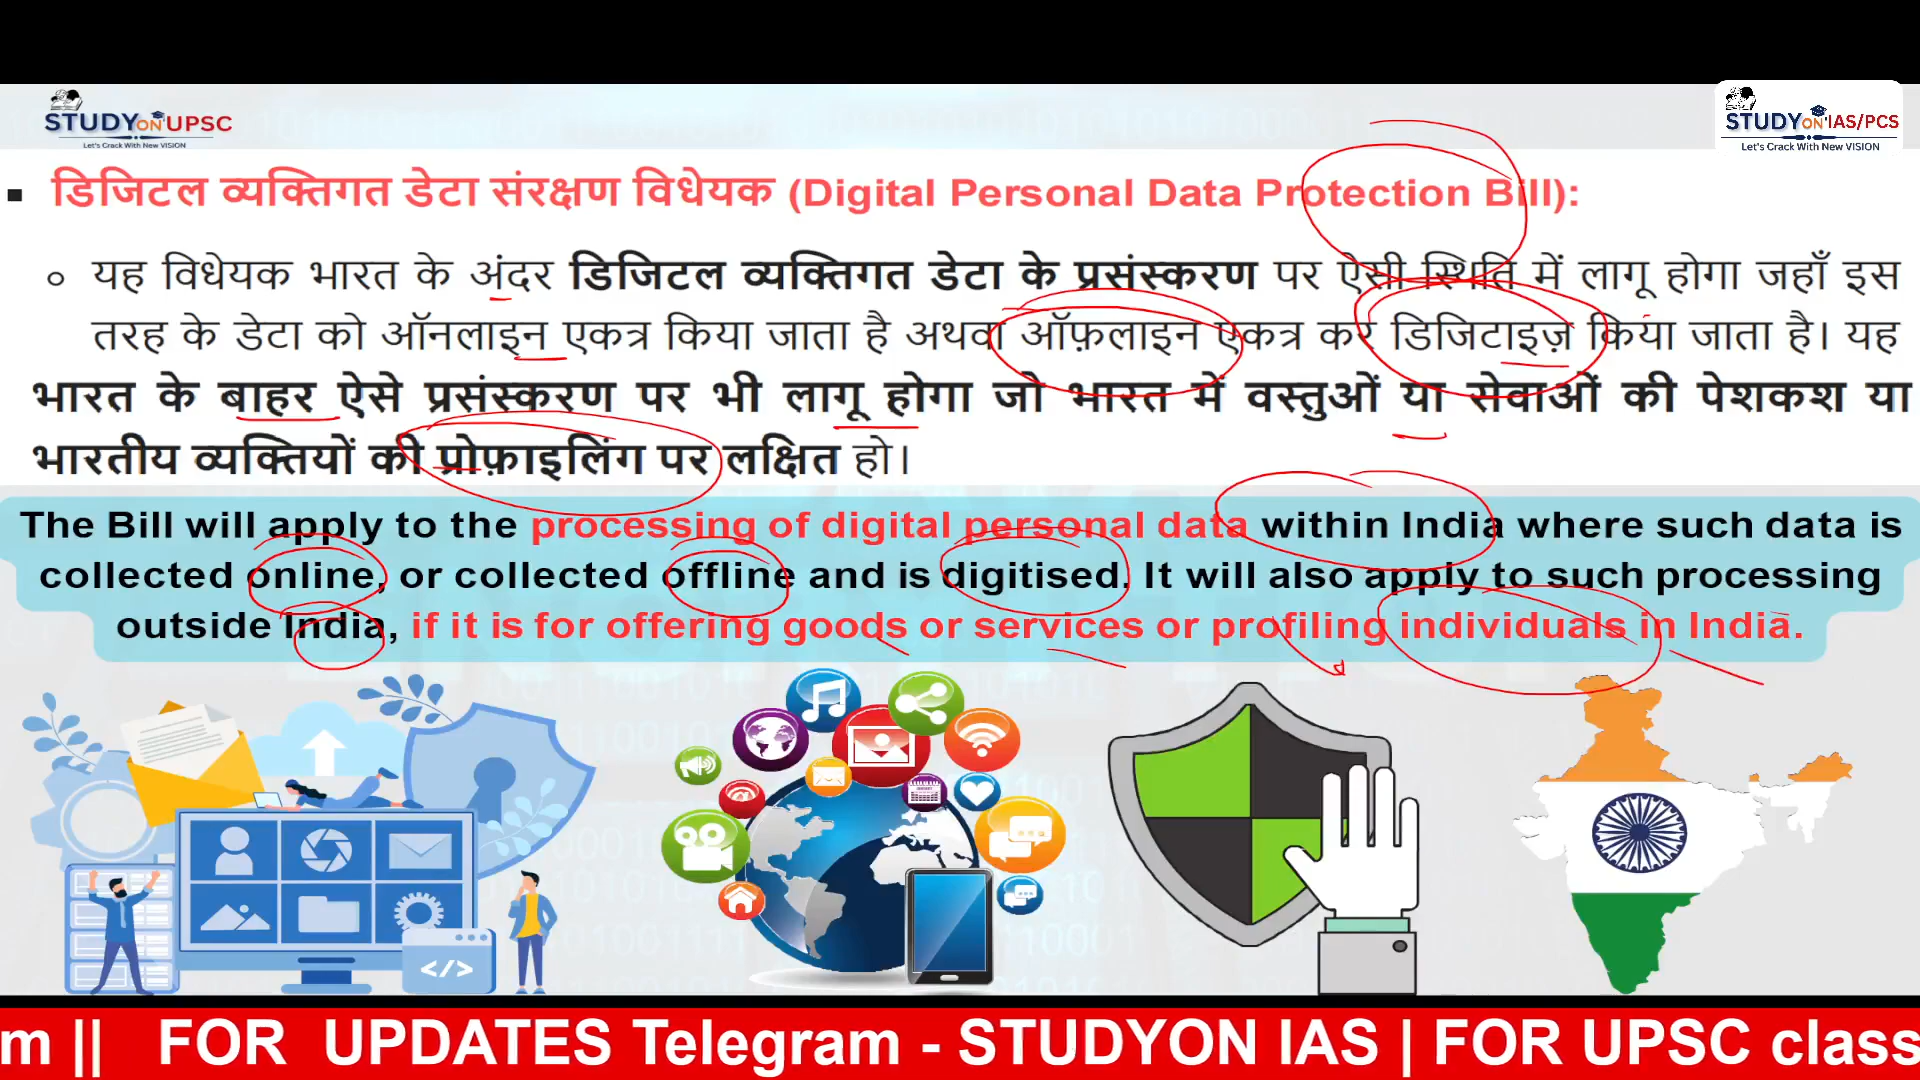 STUDYON UPSC
Let's Crack With New VISION
STUDYON IAS/PCS
Let's Crack With New VISION
▪ डिजिटल व्यक्तिगत डेटा संरक्षण विधेयक (Digital Personal Data Protection Bill):
यह विधेयक भारत के अंदर डिजिटल व्यक्तिगत डेटा के प्रसंस्करण पर ऐसी स्थिति में लागू होगा जहाँ इस
तरह के डेटा को ऑनलाइन एकत्र किया जाता है अथवा ऑफ़लाइन एकत्र कर डिजिटाइज़ किया जाता है। यह
भारत के बाहर ऐसे प्रसंस्करण पर भी लागू होगा जो भारत में वस्तुओं या सेवाओं की पेशकश या
भारतीय व्यक्तियों की प्रोफ़ाइलिंग पर लक्षित हो।
The Bill will apply to the processing of digital personal data within India where such data is
collected online, or collected offline and is digitised. It will also apply to such processing
outside India, if it is for offering goods or services or profiling individuals in India.
</>
m || FOR UPDATES Telegram - STUDYON IAS | FOR UPSC class